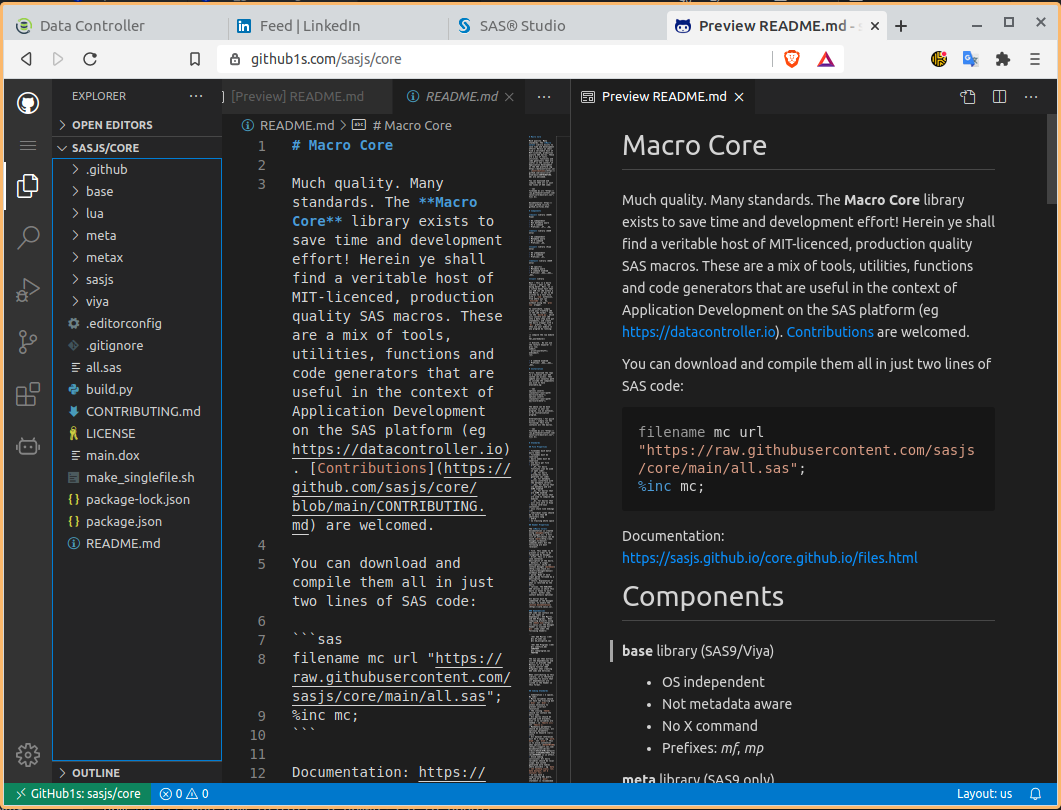 Data Controller
Feed | LinkedIn
SAS® Studio
Preview README.md -
github1s.com/sasjs/core
EXPLORER
OPEN EDITORS
SASJS/CORE
.github
base
lua
meta
metax
sasjs
viya
.editorconfig
.gitignore
all.sas
build.py
CONTRIBUTING.md
LICENSE
main.dox
make_singlefile.sh
package-lock.json
package.json
README.md
OUTLINE
[Preview] README.md
README.md
README.md > # Macro Core
1 # Macro Core
2
3 Much quality. Many
standards. The **Macro
Core** library exists to
save time and development
effort! Herein ye shall
find a veritable host of
MIT-licenced, production
quality SAS macros. These
are a mix of tools,
utilities, functions and
code generators that are
useful in the context of
Application Development
on the SAS platform (eg
https://datacontroller.io)
. [Contributions](https://
github.com/sasjs/core/
blob/main/CONTRIBUTING.
md) are welcomed.
4
5 You can download and
compile them all in just
two lines of SAS code:
6
7 ```sas
8 filename mc url "https://
raw.githubusercontent.com/
sasjs/core/main/all.sas";
9 %inc mc;
10 ```
11
12 Documentation: https://
Preview README.md
Macro Core
Much quality. Many standards. The Macro Core library
exists to save time and development effort! Herein ye shall
find a veritable host of MIT-licenced, production quality
SAS macros. These are a mix of tools, utilities, functions
and code generators that are useful in the context of
Application Development on the SAS platform (eg
https://datacontroller.io). Contributions are welcomed.
You can download and compile them all in just two lines of
SAS code:
filename mc url
"https://raw.githubusercontent.com/sasjs
/core/main/all.sas";
%inc mc;
Documentation:
https://sasjs.github.io/core.github.io/files.html
Components
base library (SAS9/Viya)
• OS independent
• Not metadata aware
• No X command
• Prefixes: mf, mp
meta library (SAS9 only)
GitHub1s: sasjs/core
0 0
Layout: us